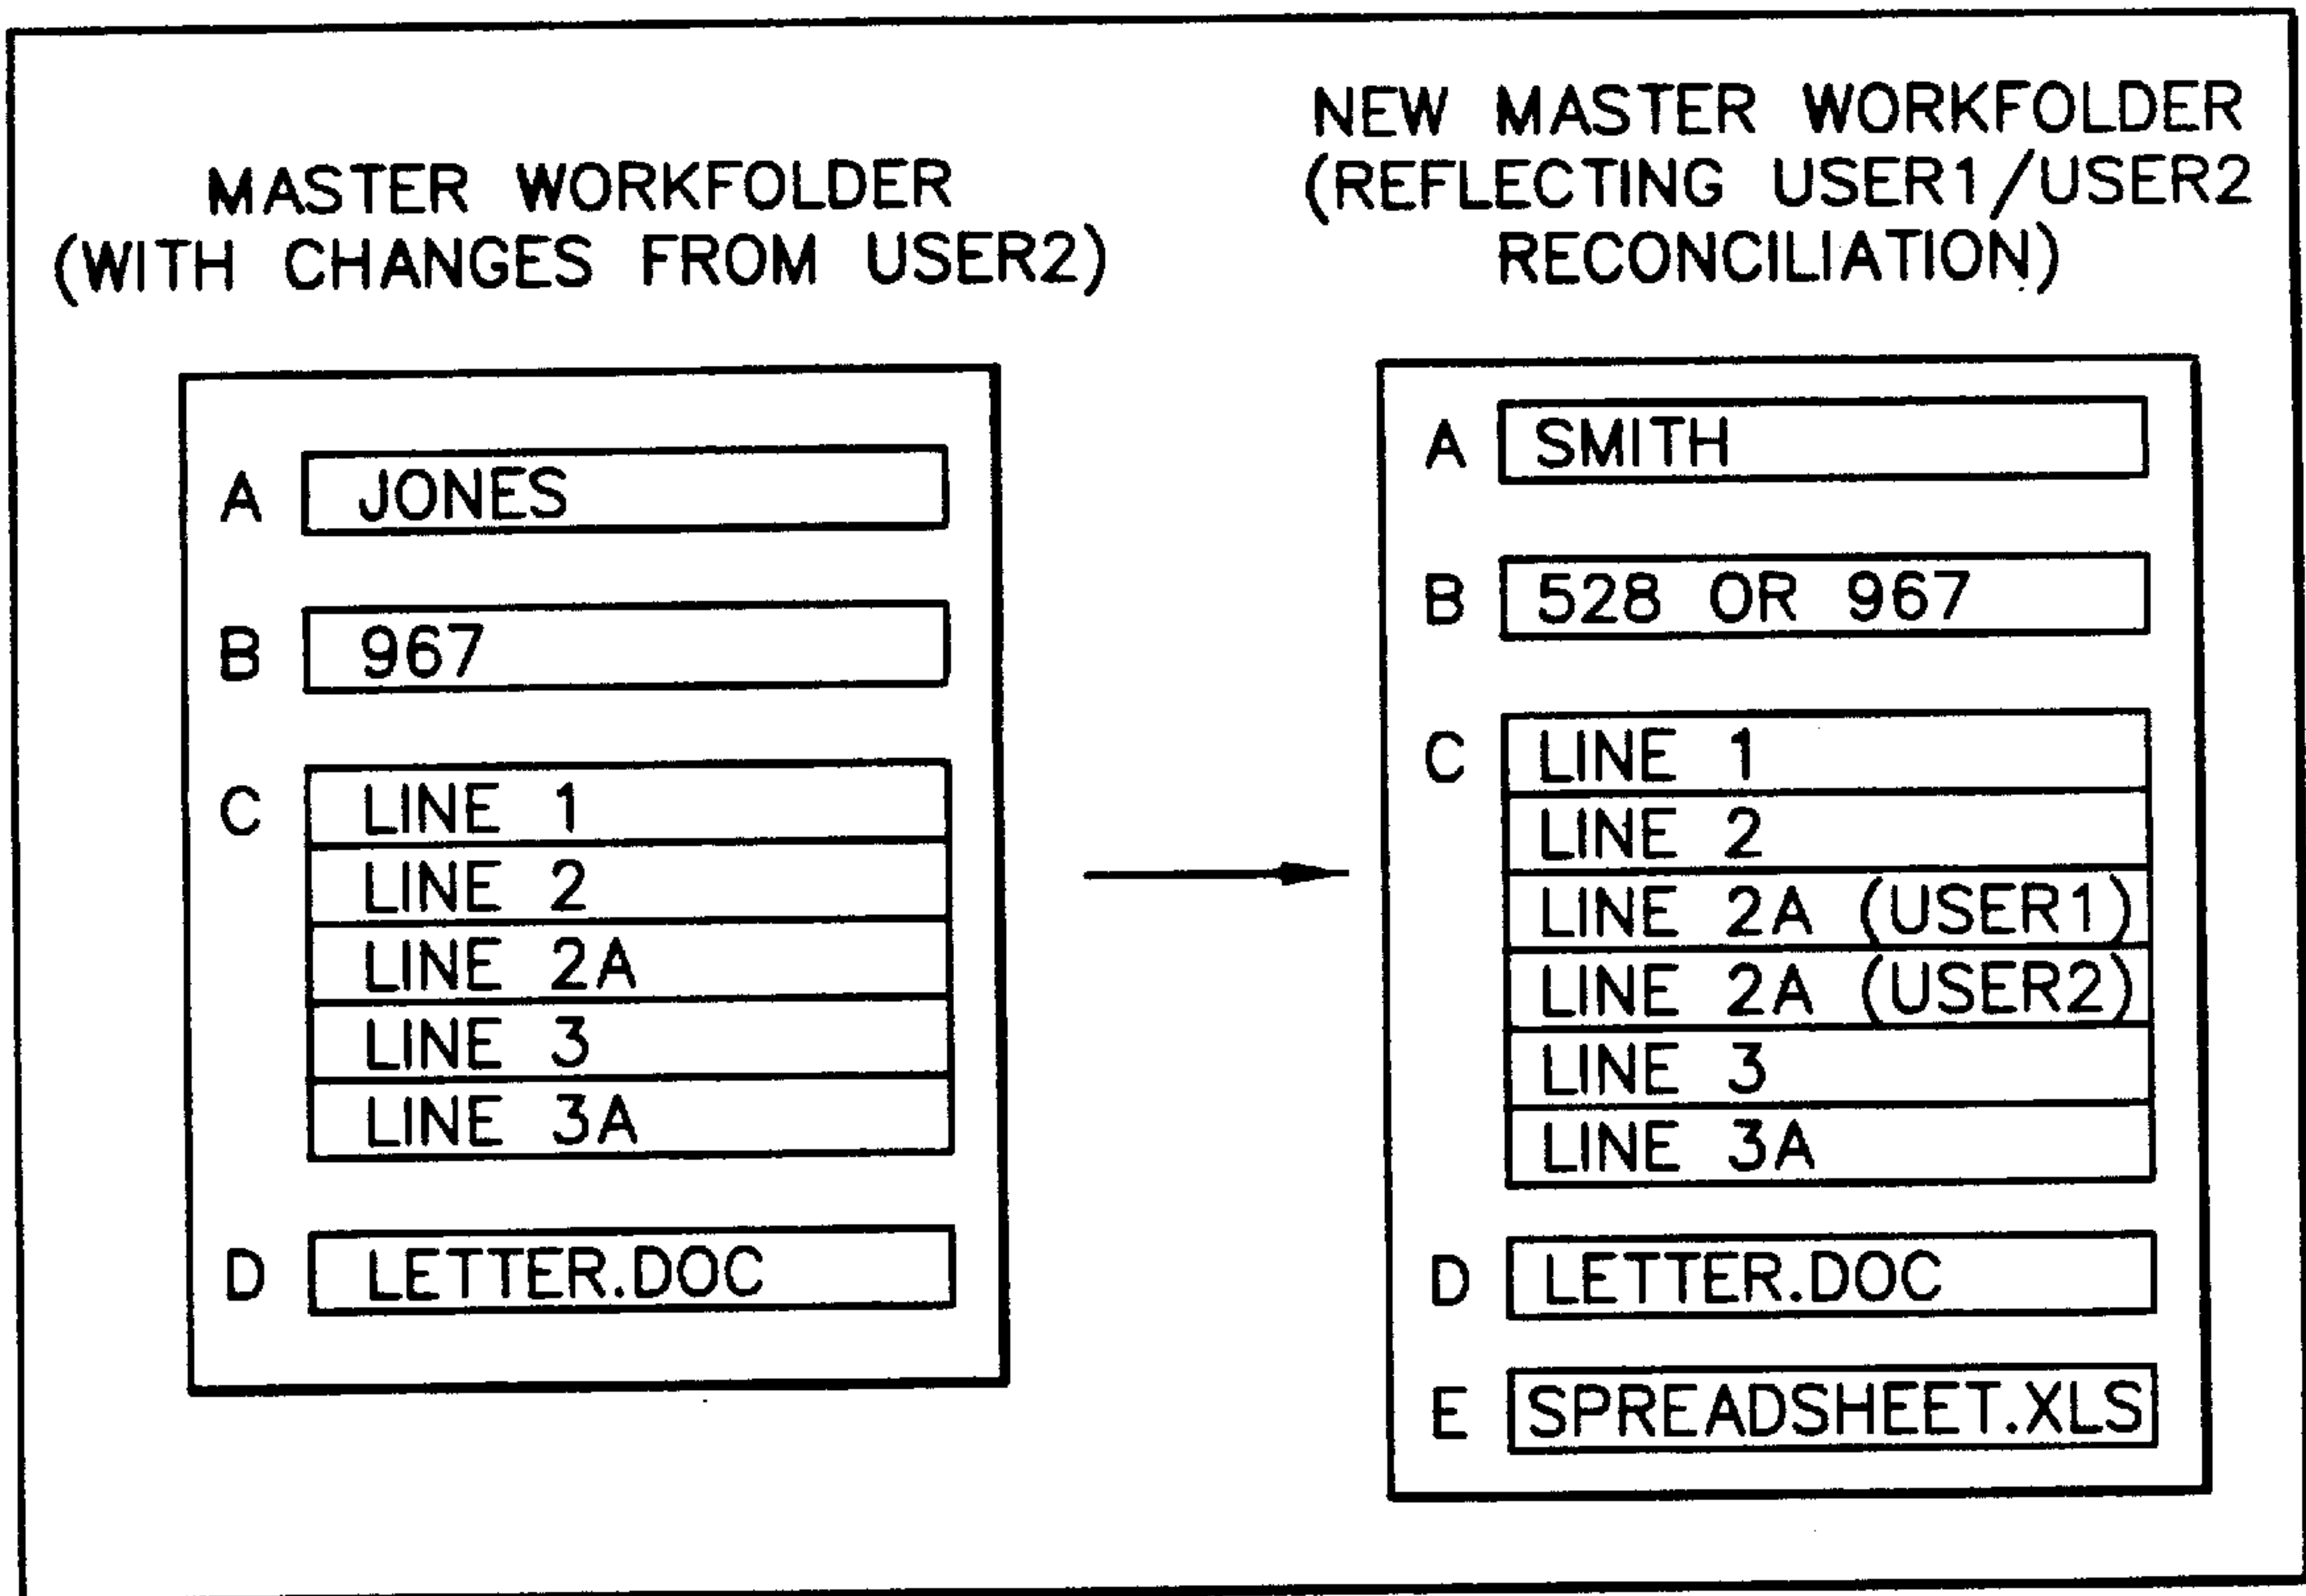 MASTER WORKFOLDER
(WITH CHANGES FROM USER2)
A JONES
B 967
C LINE 1
LINE 2
LINE 2A
LINE 3
LINE 3A
D LETTER.DOC
NEW MASTER WORKFOLDER
(REFLECTING USER1/USER2
RECONCILIATION)
A SMITH
B 528 OR 967
C LINE 1
LINE 2
LINE 2A (USER1)
LINE 2A (USER2)
LINE 3
LINE 3A
D LETTER.DOC
E SPREADSHEET.XLS